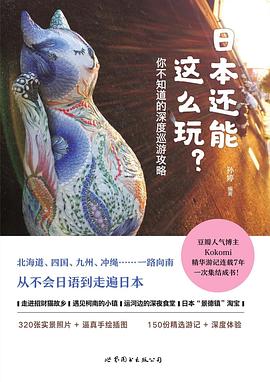 日本还能
这么玩?
你不知道的深度巡游攻略
孙婷 编著
豆瓣人气博主
Kokomi
精华游记连载7年
一次集结成书!
北海道、四国、九州、冲绳……一路向南
从不会日语到走遍日本
走进招财猫故乡 | 遇见柯南的小镇 | 运河边的深夜食堂 | 日本“景德镇”淘宝
320张实景照片 + 逼真手绘插图 150份精选游记 + 深度体验
世界图书出版公司